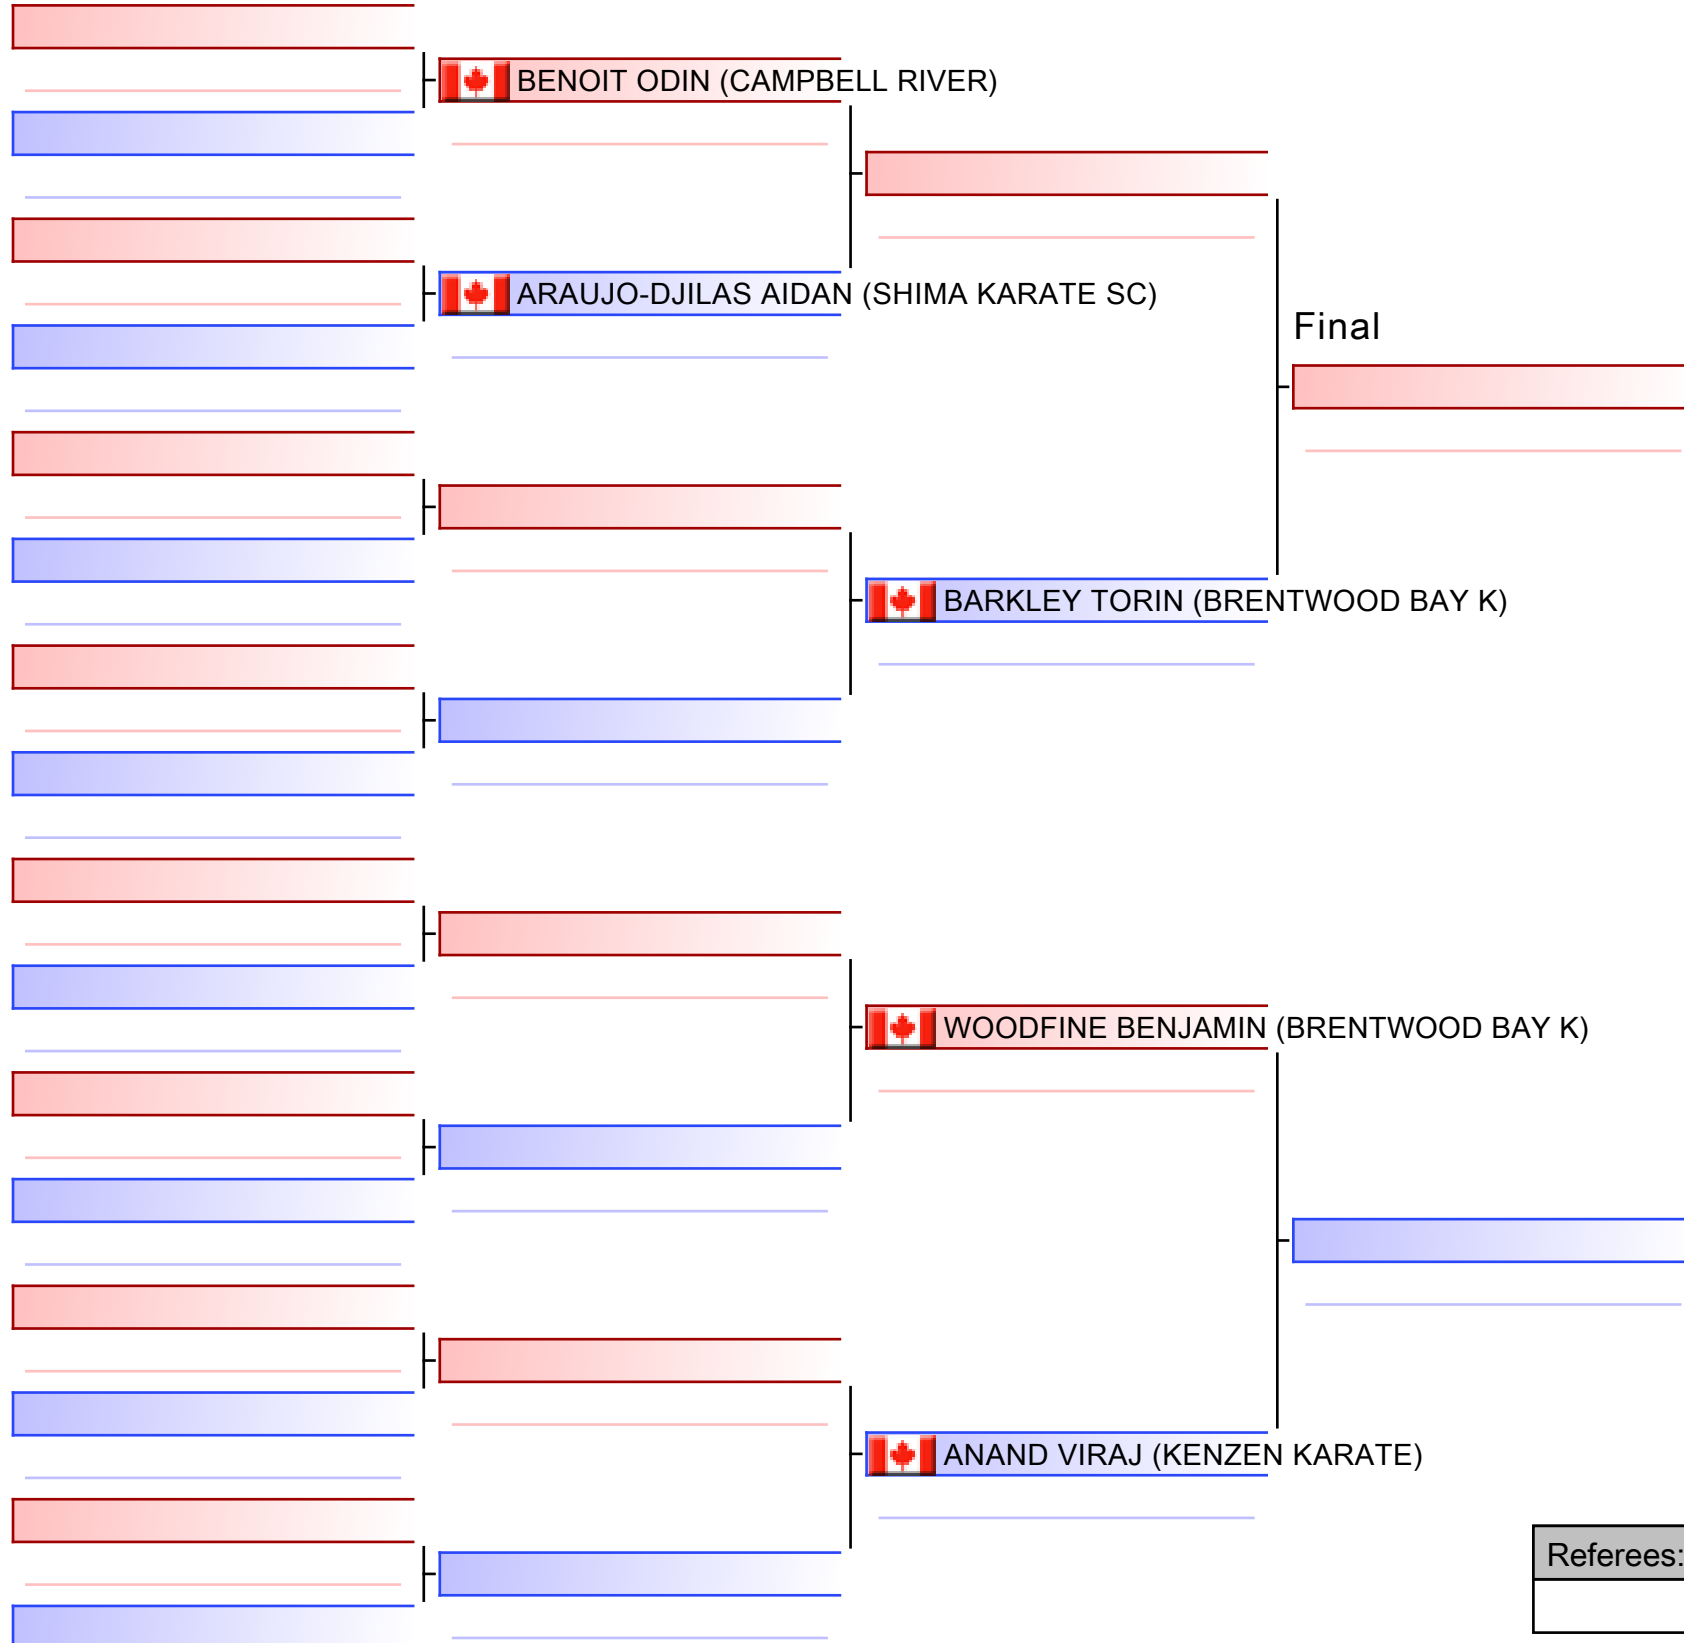 BENOIT ODIN (CAMPBELL RIVER)
ARAUJO-DJILAS AIDAN (SHIMA KARATE SC)
Final
BARKLEY TORIN (BRENTWOOD BAY K)
WOODFINE BENJAMIN (BRENTWOOD BAY K)
ANAND VIRAJ (KENZEN KARATE)
Referees: